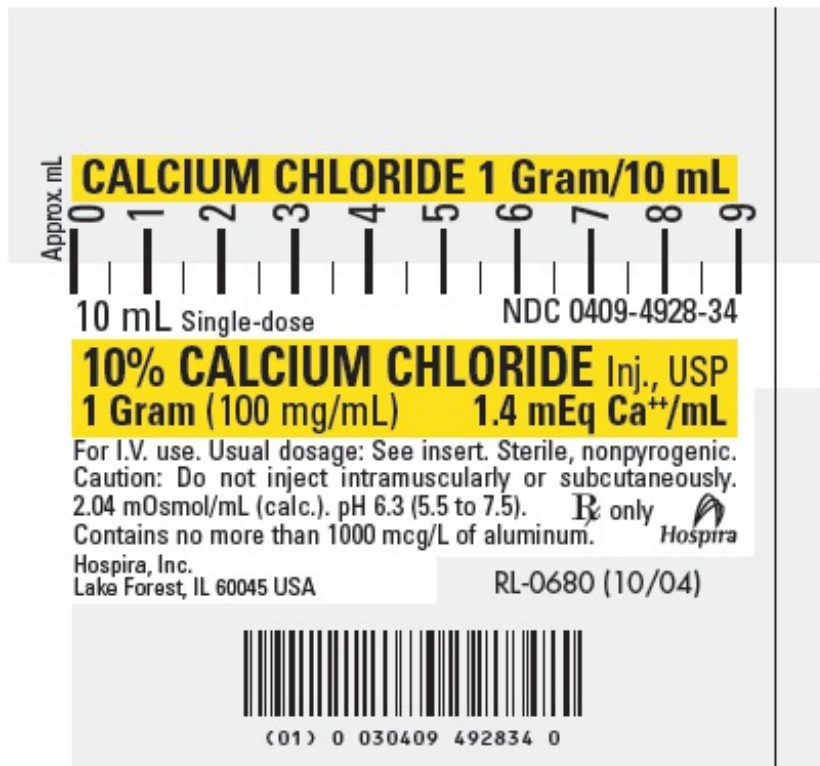 CALCIUM CHLORIDE 1 Gram/10 mL
Approx. mL
0 1 2 3 4 5 6 7 8 9
10 mL Single-dose NDC 0409-4928-34
10% CALCIUM CHLORIDE Inj., USP
1 Gram (100 mg/mL) 1.4 mEq Ca⁺⁺/mL
For I.V. use. Usual dosage: See insert. Sterile, nonpyrogenic.
Caution: Do not inject intramuscularly or subcutaneously.
2.04 mOsmol/mL (calc.). pH 6.3 (5.5 to 7.5). ℞ only
Contains no more than 1000 mcg/L of aluminum. Hospira
Hospira, Inc.
Lake Forest, IL 60045 USA RL-0680 (10/04)
(01) 0 030409 492834 0